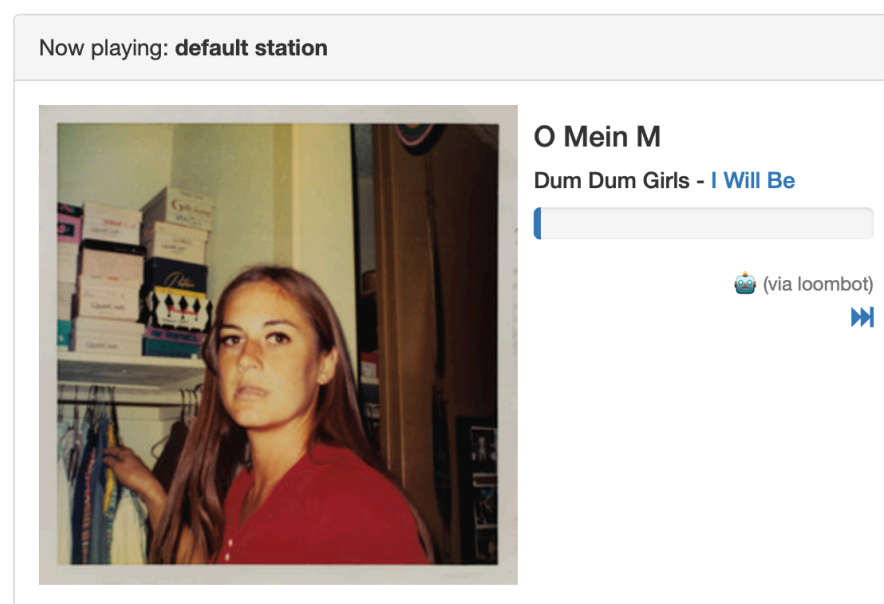 Now playing: default station
O Mein M
Dum Dum Girls - I Will Be
(via loombot)